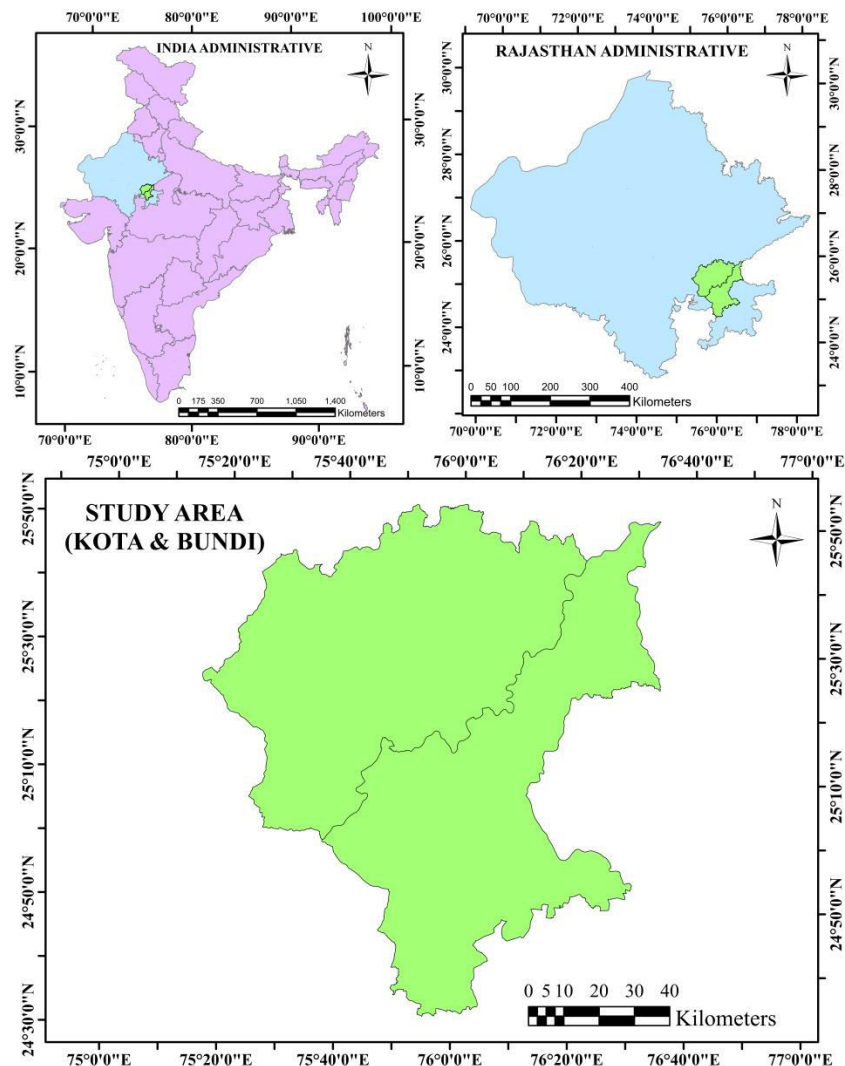 70°0'0"E 80°0'0"E 90°0'0"E 100°0'0"E
INDIA ADMINISTRATIVE
N
30°0'0"N
20°0'0"N
10°0'0"N
30°0'0"N
20°0'0"N
10°0'0"N
0 175 350 700 1,050 1,400
Kilometers
70°0'0"E 80°0'0"E 90°0'0"E
70°0'0"E 72°0'0"E 74°0'0"E 76°0'0"E 78°0'0"E
RAJASTHAN ADMINISTRATIVE
N
30°0'0"N
28°0'0"N
26°0'0"N
24°0'0"N
30°0'0"N
28°0'0"N
26°0'0"N
24°0'0"N
0 50 100 200 300 400
Kilometers
70°0'0"E 72°0'0"E 74°0'0"E 76°0'0"E 78°0'0"E
75°0'0"E 75°20'0"E 75°40'0"E 76°0'0"E 76°20'0"E 76°40'0"E 77°0'0"E
STUDY AREA
(KOTA & BUNDI)
N
25°50'0"N
25°30'0"N
25°10'0"N
24°50'0"N
24°30'0"N
25°50'0"N
25°30'0"N
25°10'0"N
24°50'0"N
0 5 10 20 30 40
Kilometers
75°0'0"E 75°20'0"E 75°40'0"E 76°0'0"E 76°20'0"E 76°40'0"E 77°0'0"E